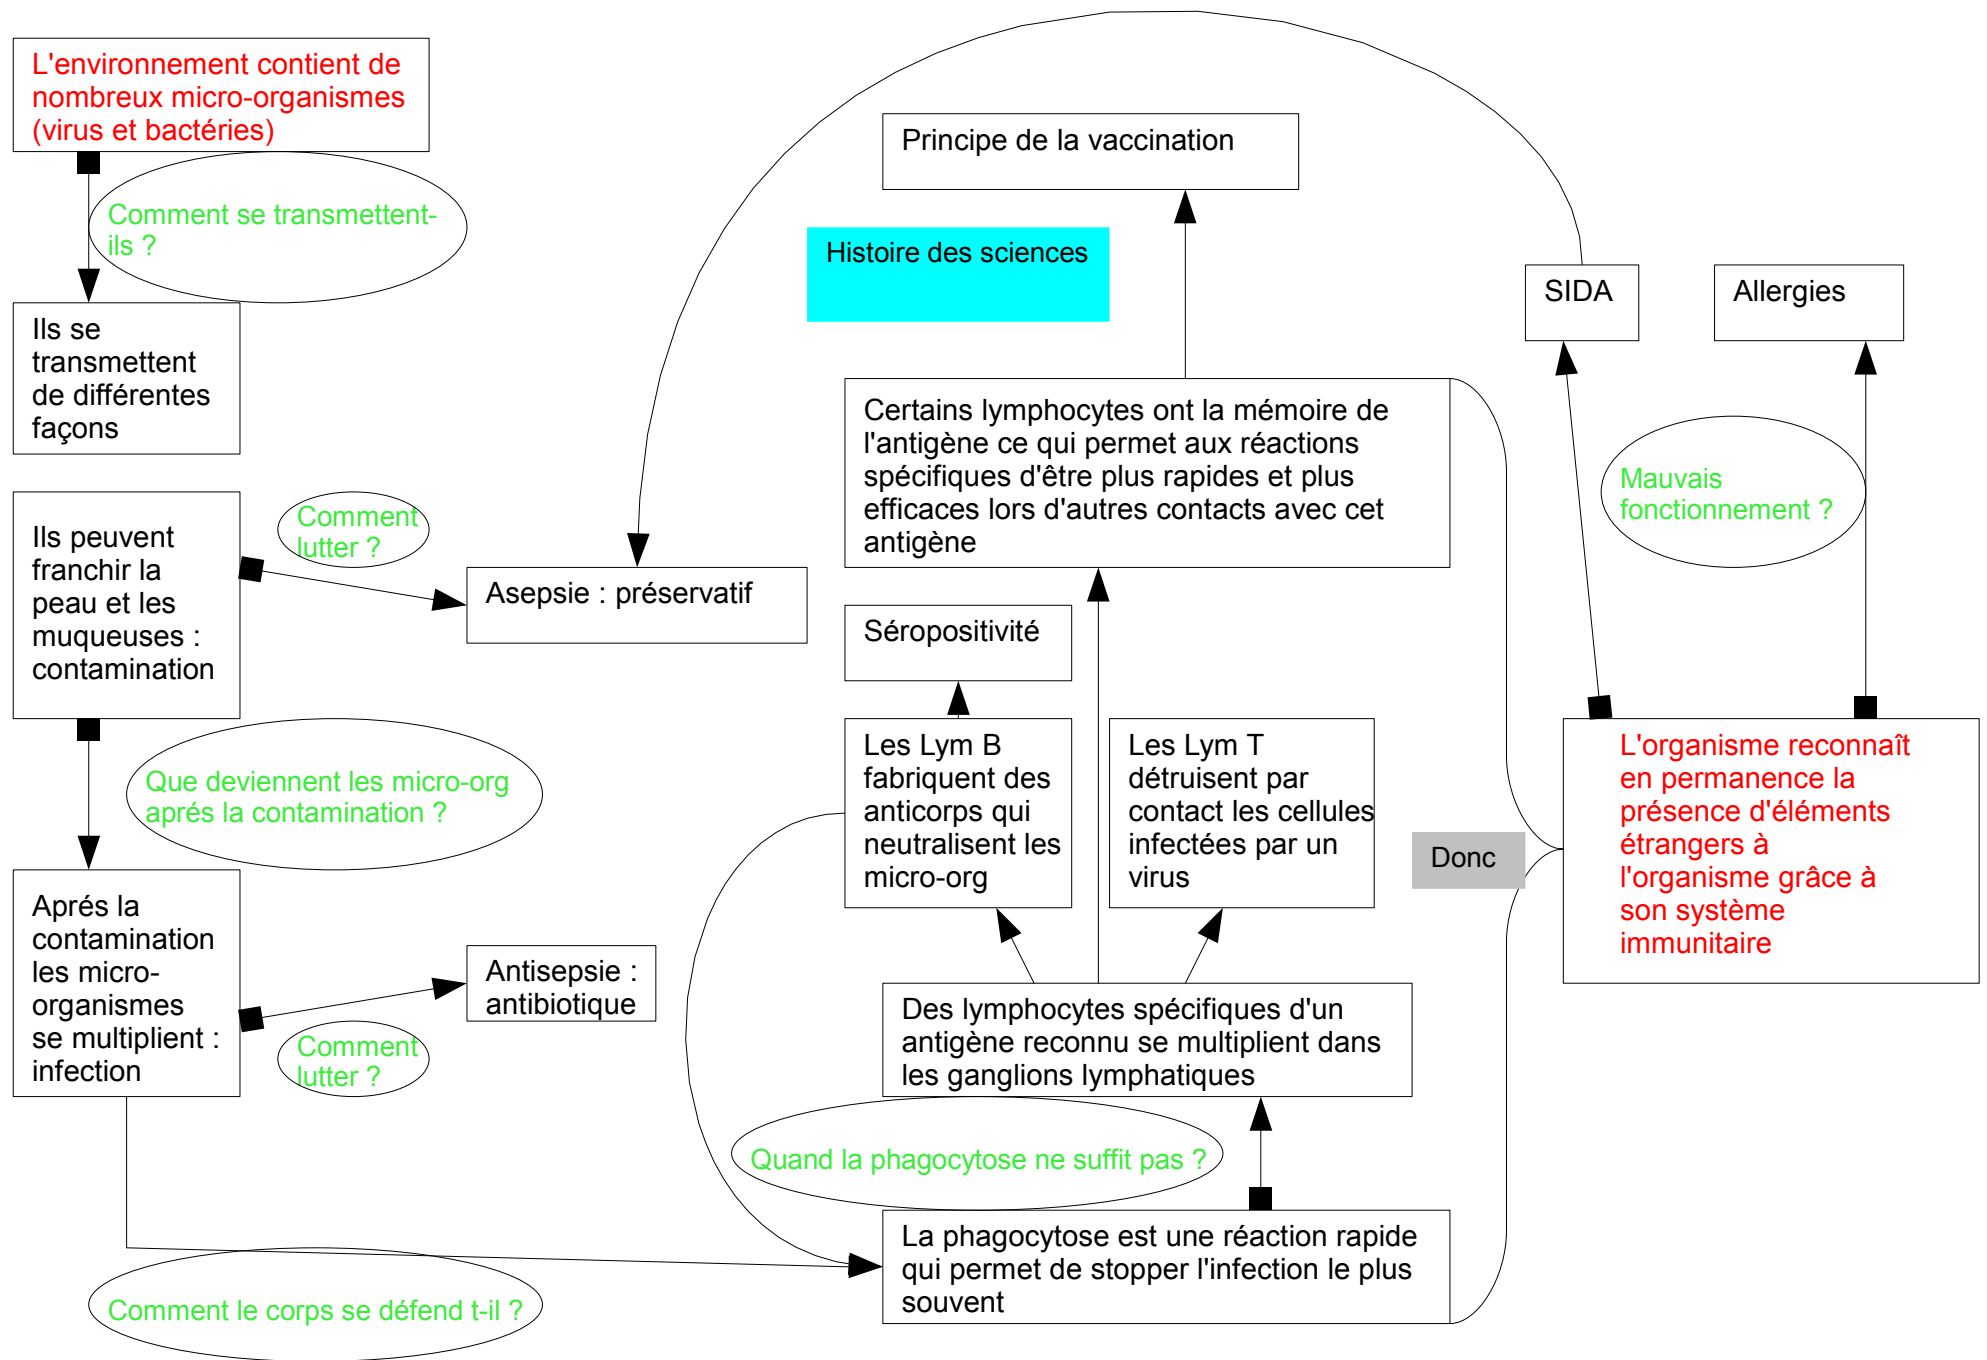 L'environnement contient de
nombreux micro-organismes
(virus et bactéries)
Comment se transmettent-
ils ?
Ils se
transmettent
de différentes
façons
Ils peuvent
franchir la
peau et les
muqueuses :
contamination
Comment
lutter ?
Asepsie : préservatif
Que deviennent les micro-org
aprés la contamination ?
Aprés la
contamination
les micro-
organismes
se multiplient :
infection
Antisepsie :
antibiotique
Comment
lutter ?
Comment le corps se défend t-il ?
Principe de la vaccination
Histoire des sciences
Certains lymphocytes ont la mémoire de
l'antigène ce qui permet aux réactions
spécifiques d'être plus rapides et plus
efficaces lors d'autres contacts avec cet
antigène
Séropositivité
Les Lym B
fabriquent des
anticorps qui
neutralisent les
micro-org
Les Lym T
détruisent par
contact les cellules
infectées par un
virus
Des lymphocytes spécifiques d'un
antigène reconnu se multiplient dans
les ganglions lymphatiques
Quand la phagocytose ne suffit pas ?
La phagocytose est une réaction rapide
qui permet de stopper l'infection le plus
souvent
SIDA
Allergies
Mauvais
fonctionnement ?
Donc
L'organisme reconnaît
en permanence la
présence d'éléments
étrangers à
l'organisme grâce à
son système
immunitaire